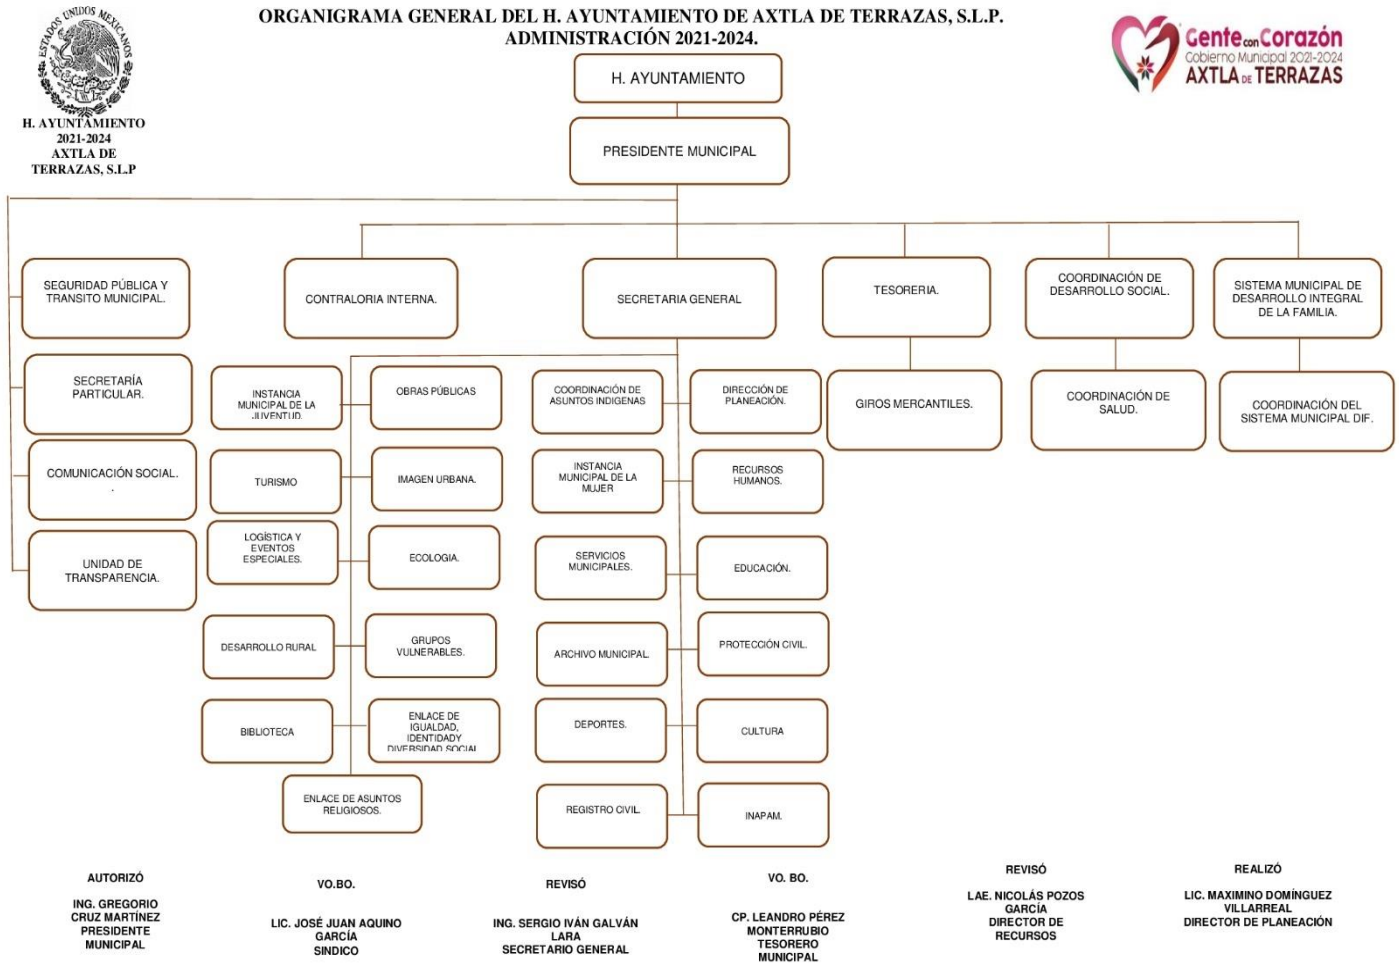 ORGANIGRAMA GENERAL DEL H. AYUNTAMIENTO DE AXTLA DE TERRAZAS, S.L.P.
ADMINISTRACIÓN 2021-2024.
ESTADOS UNIDOS MEXICANOS
H. AYUNTAMIENTO
2021-2024
AXTLA DE
TERRAZAS, S.L.P
Gente con Corazón
Gobierno Municipal 2021-2024
AXTLA DE TERRAZAS
H. AYUNTAMIENTO
PRESIDENTE MUNICIPAL
SEGURIDAD PÚBLICA Y
TRANSITO MUNICIPAL.
CONTRALORIA INTERNA.
SECRETARIA GENERAL
TESORERIA.
COORDINACIÓN DE
DESARROLLO SOCIAL.
SISTEMA MUNICIPAL DE
DESARROLLO INTEGRAL
DE LA FAMILIA.
SECRETARÍA
PARTICULAR.
INSTANCIA
MUNICIPAL DE LA
JUVENTUD.
OBRAS PÚBLICAS
COORDINACIÓN DE
ASUNTOS INDIGENAS
DIRECCIÓN DE
PLANEACIÓN.
GIROS MERCANTILES.
COORDINACIÓN DE
SALUD.
COORDINACIÓN DEL
SISTEMA MUNICIPAL DIF.
COMUNICACIÓN SOCIAL.
.
TURISMO
IMAGEN URBANA.
INSTANCIA
MUNICIPAL DE LA
MUJER
RECURSOS
HUMANOS.
UNIDAD DE
TRANSPARENCIA.
LOGÍSTICA Y
EVENTOS
ESPECIALES.
ECOLOGIA.
SERVICIOS
MUNICIPALES.
EDUCACIÓN.
DESARROLLO RURAL
GRUPOS
VULNERABLES.
ARCHIVO MUNICIPAL.
PROTECCIÓN CIVIL.
BIBLIOTECA
ENLACE DE
IGUALDAD,
IDENTIDADY
DIVERSIDAD SOCIAL
DEPORTES.
CULTURA
ENLACE DE ASUNTOS
RELIGIOSOS.
REGISTRO CIVIL.
INAPAM.
AUTORIZÓ
ING. GREGORIO
CRUZ MARTÍNEZ
PRESIDENTE
MUNICIPAL
VO.BO.
LIC. JOSÉ JUAN AQUINO
GARCÍA
SINDICO
REVISÓ
ING. SERGIO IVÁN GALVÁN
LARA
SECRETARIO GENERAL
VO. BO.
CP. LEANDRO PÉREZ
MONTERRUBIO
TESORERO
MUNICIPAL
REVISÓ
LAE. NICOLÁS POZOS
GARCÍA
DIRECTOR DE
RECURSOS
REALIZÓ
LIC. MAXIMINO DOMÍNGUEZ
VILLARREAL
DIRECTOR DE PLANEACIÓN